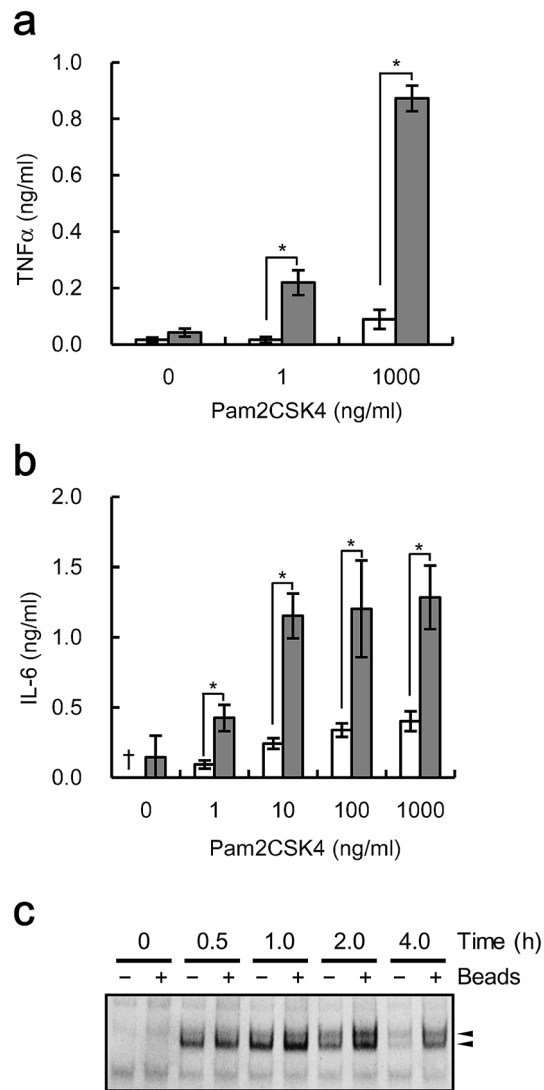 a
1.0
0.8
0.6
0.4
0.2
0.0
TNFα (ng/ml)
*
*
0 1 1000
Pam2CSK4 (ng/ml)
b
2.0
1.5
1.0
0.5
0.0
IL-6 (ng/ml)
†
*
*
*
*
0 1 10 100 1000
Pam2CSK4 (ng/ml)
c
0 0.5 1.0 2.0 4.0 Time (h)
− + − + − + − + − + Beads